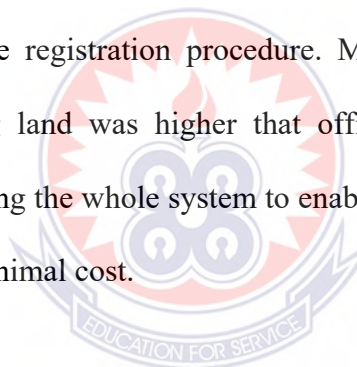 e registration procedure. M
land was higher that off
ng the whole system to enab
nimal cost.
EDUCATION FOR SERVICE